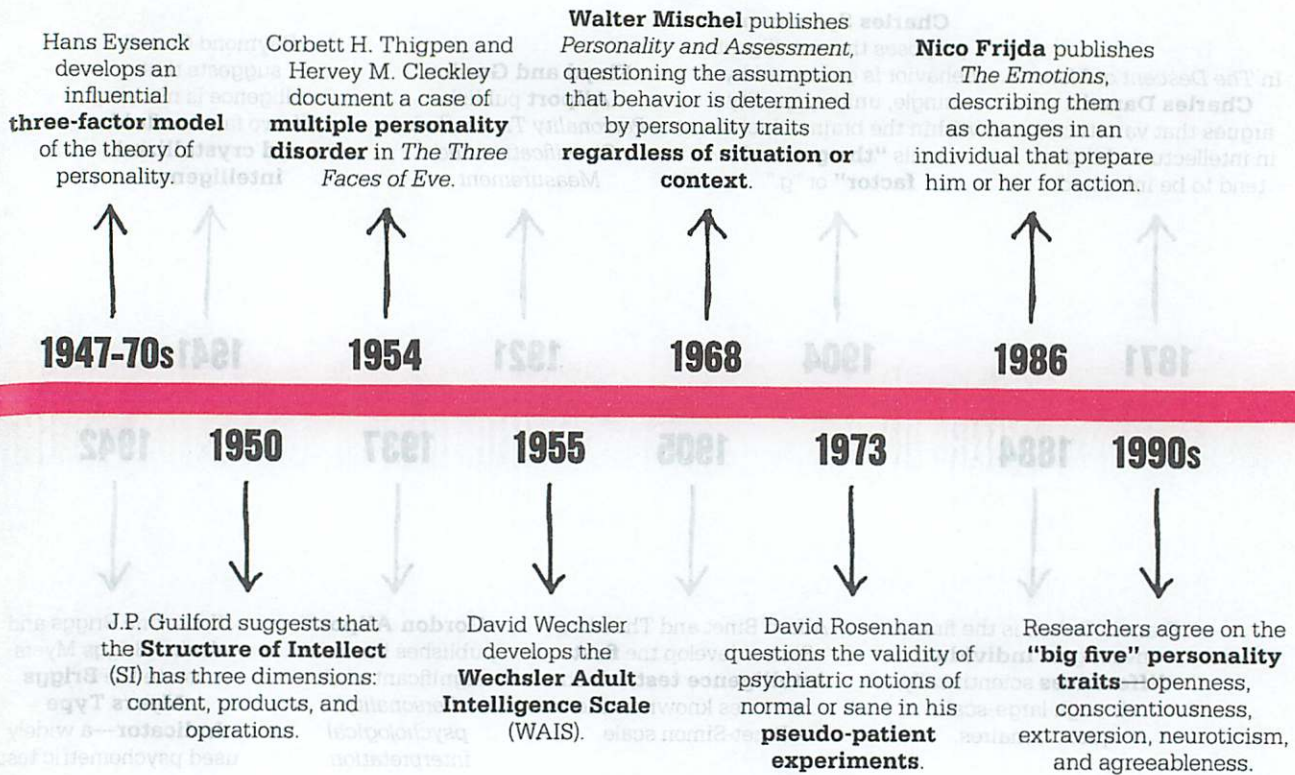 Hans Eysenck
develops an
influential
three-factor model
of the theory of
personality.
Corbett H. Thigpen and
Hervey M. Cleckley
document a case of
multiple personality
disorder in The Three
Faces of Eve.
Walter Mischel publishes
Personality and Assessment,
questioning the assumption
that behavior is determined
by personality traits
regardless of situation or
context.
Nico Frijda publishes
The Emotions,
describing them
as changes in an
individual that prepare
him or her for action.
1947-70s
1954
1968
1986
1950
1955
1973
1990s
J.P. Guilford suggests that
the Structure of Intellect
(SI) has three dimensions:
content, products, and
operations.
David Wechsler
develops the
Wechsler Adult
Intelligence Scale
(WAIS).
David Rosenhan
questions the validity of
psychiatric notions of
normal or sane in his
pseudo-patient
experiments.
Researchers agree on the
"big five" personality
traits—openness,
conscientiousness,
extraversion, neuroticism,
and agreeableness.